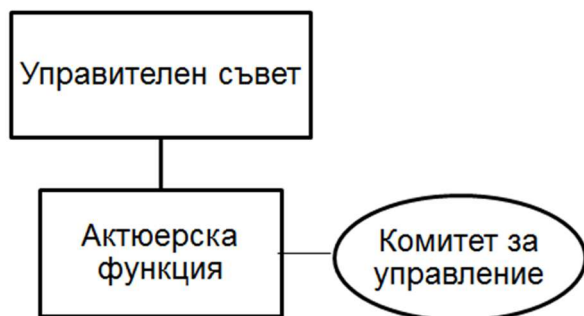 Управителен съвет
Актюерска
функция
Комитет за
управление